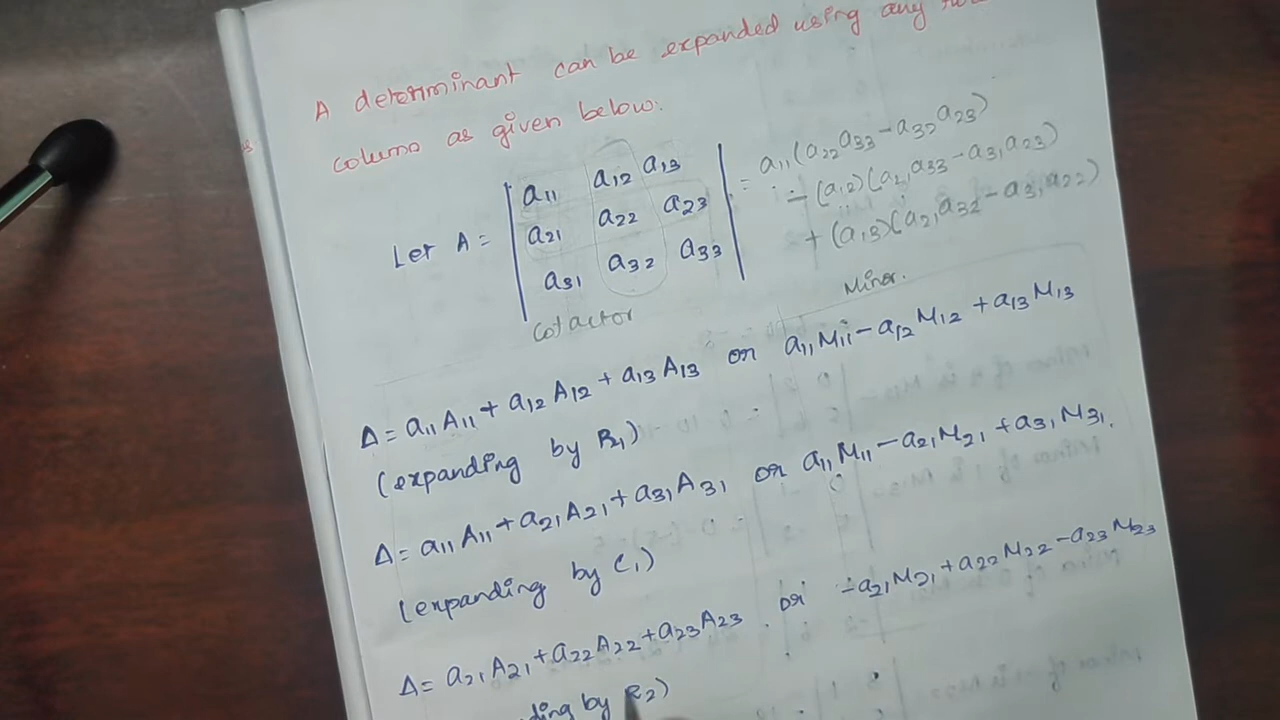 A determinant can be expanded using any
column as given below.
Let A = | a11 a12 a13 | = a11(a22a33 - a32a23)
| a21 a22 a23 | - (a12)(a21a33 - a31a23)
| a31 a32 a33 | + (a13)(a21a32 - a31a22)
Cofactor Minor.
Δ = a11A11 + a12A12 + a13A13 or a11M11 - a12M12 + a13M13
(expanding by R1)
Δ = a11A11 + a21A21 + a31A31 or a11M11 - a21M21 + a31M31.
(expanding by C1)
Δ = a21A21 + a22A22 + a23A23. or -a21M21 + a22M22 - a23M23
ding by R2)